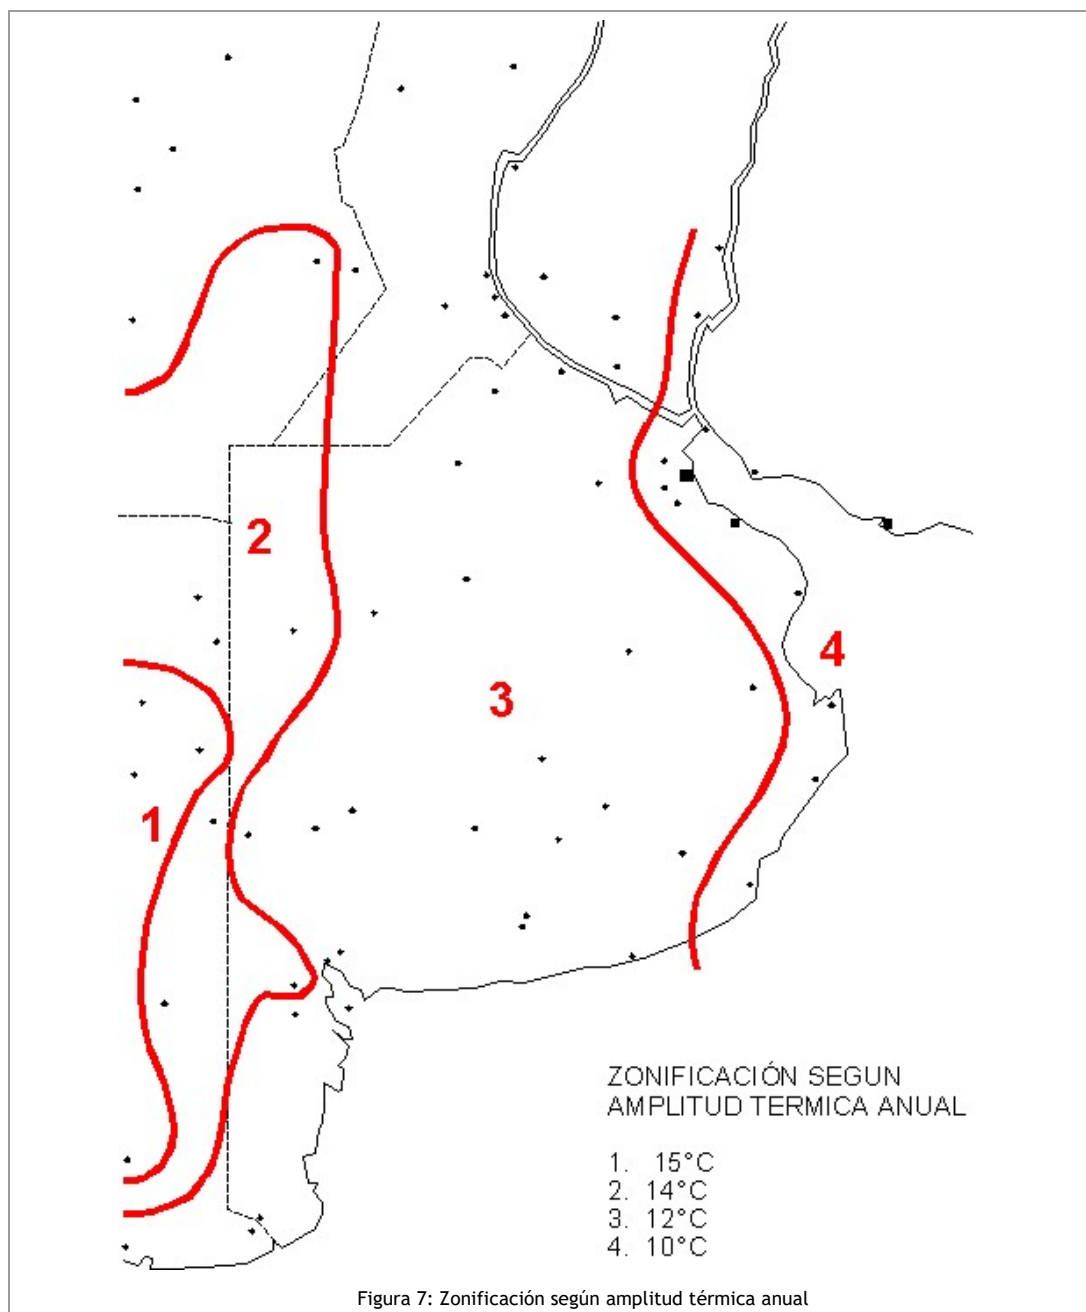 2
4
3
1
ZONIFICACIÓN SEGUN
AMPLITUD TERMICA ANUAL
1. 15°C
2. 14°C
3. 12°C
4. 10°C
Figura 7: Zonificación según amplitud térmica anual